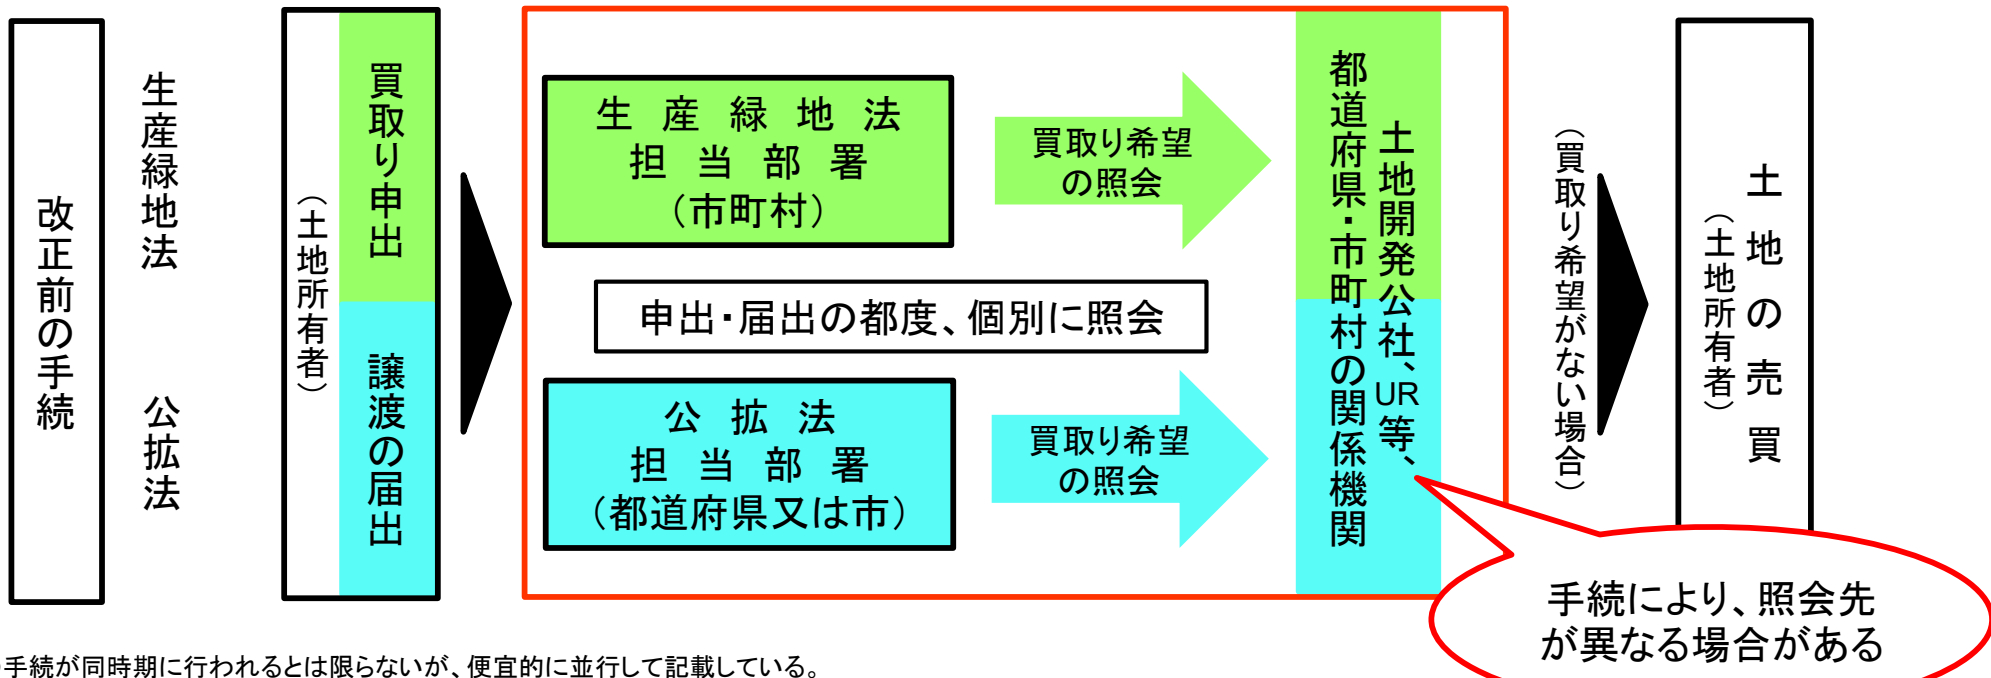 改正前の手続
生産緑地法
公拡法
買取り申出
譲渡の届出
（土地所有者）
生産緑地法
担当部署
（市町村）
買取り希望
の照会
申出・届出の都度、個別に照会
公拡法
担当部署
（都道府県又は市）
買取り希望
の照会
土地開発公社、UR等、
都道府県・市町村の関係機関
（買取り希望がない場合）
土地の売買
（土地所有者）
手続により、照会先
が異なる場合がある
手続が同時期に行われるとは限らないが、便宜的に並行して記載している。